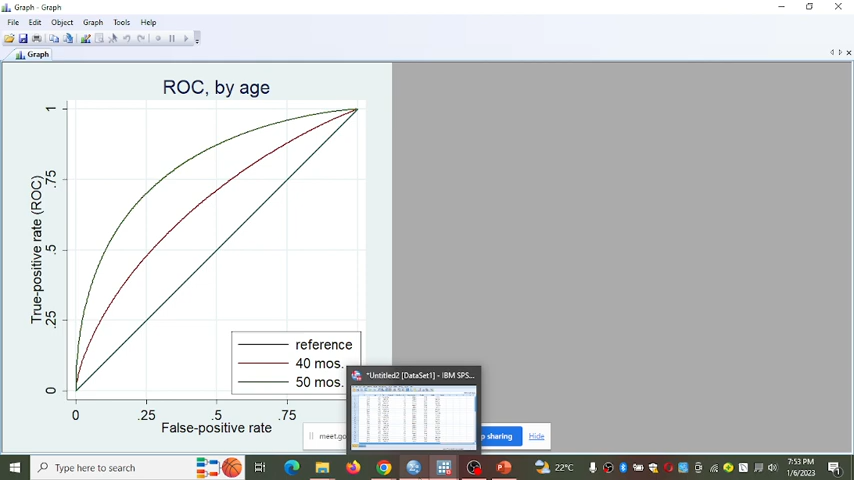 Graph - Graph
File Edit Object Graph Tools Help
Graph
ROC, by age
True-positive rate (ROC)
1
.75
.5
.25
0
reference
40 mos.
50 mos.
0 .25 .5 .75
False-positive rate
*Untitled2 [DataSet1] - IBM SPS...
meet.go
p sharing
Hide
Type here to search
22°C
7:53 PM
1/6/2023